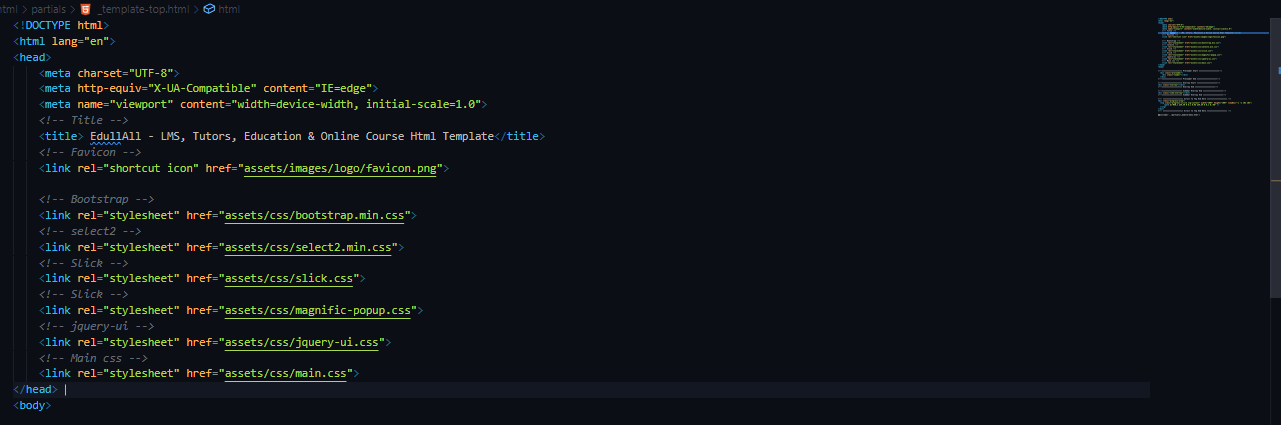 html > partials > _template-top.html > html
<!DOCTYPE html>
<html lang="en">
<head>
<meta charset="UTF-8">
<meta http-equiv="X-UA-Compatible" content="IE=edge">
<meta name="viewport" content="width=device-width, initial-scale=1.0">
<!-- Title -->
<title> EdullAll - LMS, Tutors, Education & Online Course Html Template</title>
<!-- Favicon -->
<link rel="shortcut icon" href="assets/images/logo/favicon.png">
<!-- Bootstrap -->
<link rel="stylesheet" href="assets/css/bootstrap.min.css">
<!-- select2 -->
<link rel="stylesheet" href="assets/css/select2.min.css">
<!-- Slick -->
<link rel="stylesheet" href="assets/css/slick.css">
<!-- Slick -->
<link rel="stylesheet" href="assets/css/magnific-popup.css">
<!-- jquery-ui -->
<link rel="stylesheet" href="assets/css/jquery-ui.css">
<!-- Main css -->
<link rel="stylesheet" href="assets/css/main.css">
</head>
<body>